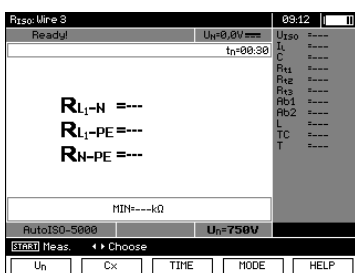 RISO: Wire 3 09:12
Ready! UN=0,0V
tn=00:30
RL1-N =---
RL1-PE =---
RN-PE =---
MIN=---kΩ
AutoISO-5000 Un=750V
UISO =---
IL =---
C =---
Rt1 =---
Rt2 =---
Rt3 =---
Ab1 =---
Ab2 =---
L =---
TC =---
T =---
START Meas. Choose
Un Cx TIME MODE HELP